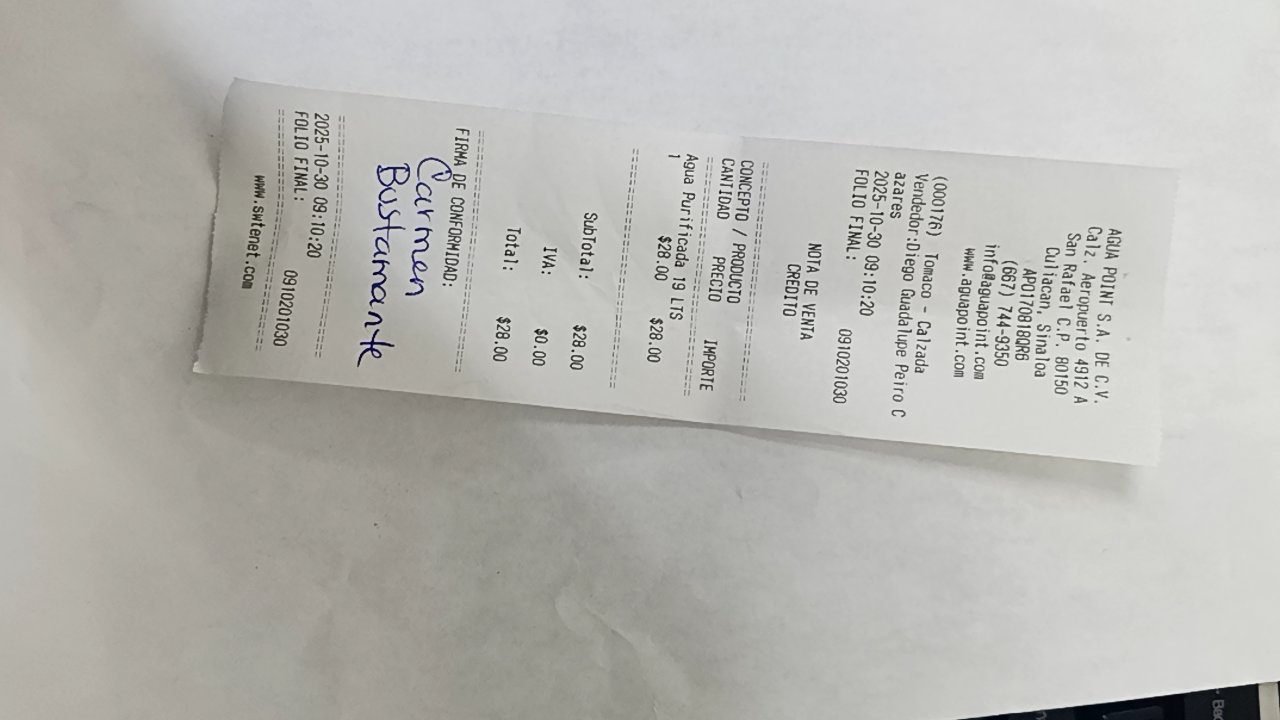 AGUA POINT S.A. DE C.V.
Calz. Aeropuerto 4912 A
San Rafael C.P. 80150
Culiacan, Sinaloa
APO170818QR6
(667) 744-9350
info@aguapoint.com
www.aguapoint.com
(000176) Tomaco - Calzada
Vendedor:Diego Guadalupe Peiro C
azares
2025-10-30 09:10:20
FOLIO FINAL: 0910201030
NOTA DE VENTA
CREDITO
CONCEPTO / PRODUCTO
CANTIDAD PRECIO IMPORTE
Agua Purificada 19 LTS
1 $28.00 $28.00
SubTotal: $28.00
IVA: $0.00
Total: $28.00
FIRMA DE CONFORMIDAD:
Carmen
Bustamante
2025-10-30 09:10:20
FOLIO FINAL: 0910201030
www.swtenet.com